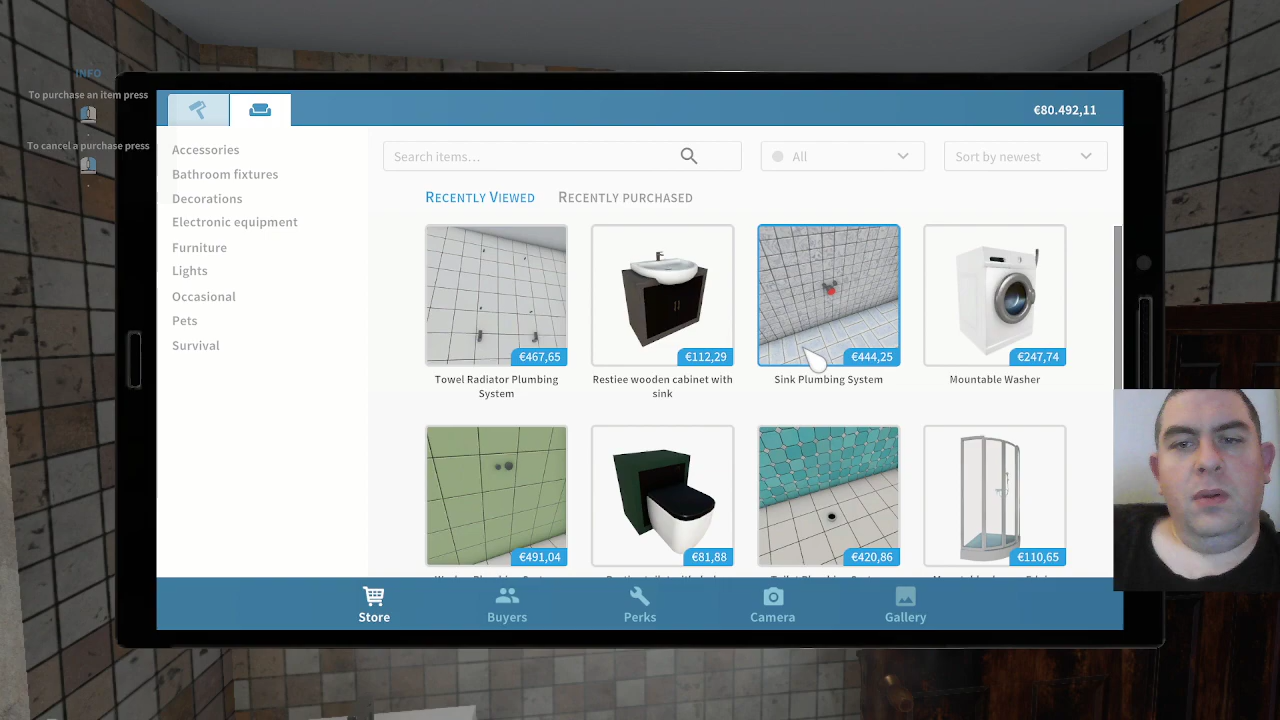 INFO
To purchase an item press
To cancel a purchase press
€80.492,11
Accessories
Bathroom fixtures
Decorations
Electronic equipment
Furniture
Lights
Occasional
Pets
Survival
Search items...
All
Sort by newest
RECENTLY VIEWED
RECENTLY PURCHASED
€467,65
€112,29
€444,25
€247,74
Towel Radiator Plumbing
System
Restiee wooden cabinet with
sink
Sink Plumbing System
Mountable Washer
€491,04
€81,88
€420,86
€110,65
Store
Buyers
Perks
Camera
Gallery